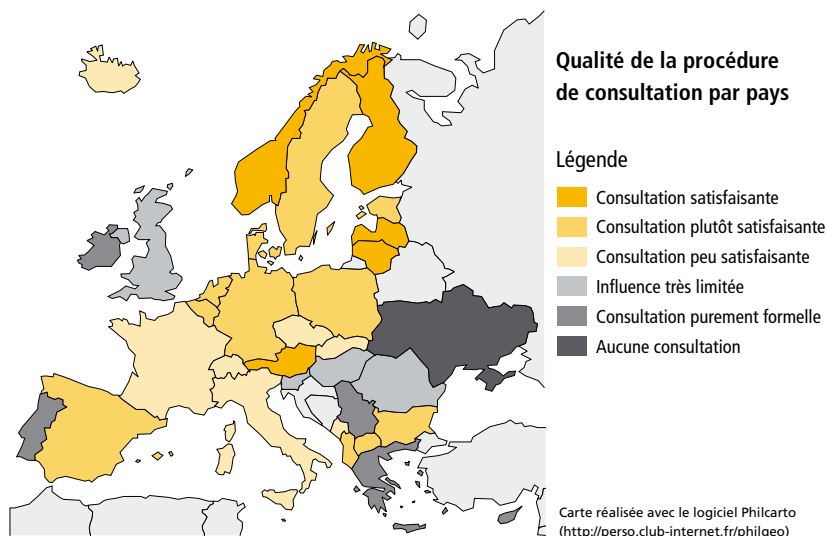 Qualité de la procédure
de consultation par pays
Légende
Consultation satisfaisante
Consultation plutôt satisfaisante
Consultation peu satisfaisante
Influence très limitée
Consultation purement formelle
Aucune consultation
Carte réalisée avec le logiciel Philcarto
(http://perso.club-internet.fr/philgeo)